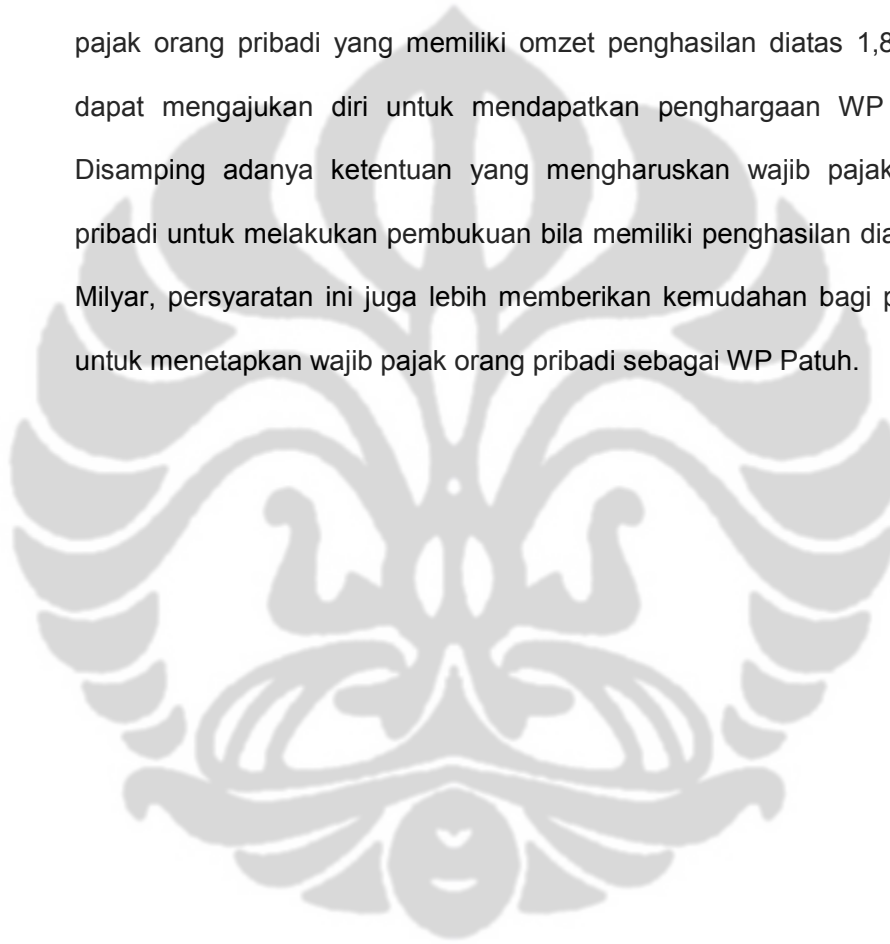 pajak orang pribadi yang memiliki omzet penghasilan diatas 1,8
dapat mengajukan diri untuk mendapatkan penghargaan WP
Disamping adanya ketentuan yang mengharuskan wajib pajak
pribadi untuk melakukan pembukuan bila memiliki penghasilan dia
Milyar, persyaratan ini juga lebih memberikan kemudahan bagi p
untuk menetapkan wajib pajak orang pribadi sebagai WP Patuh.